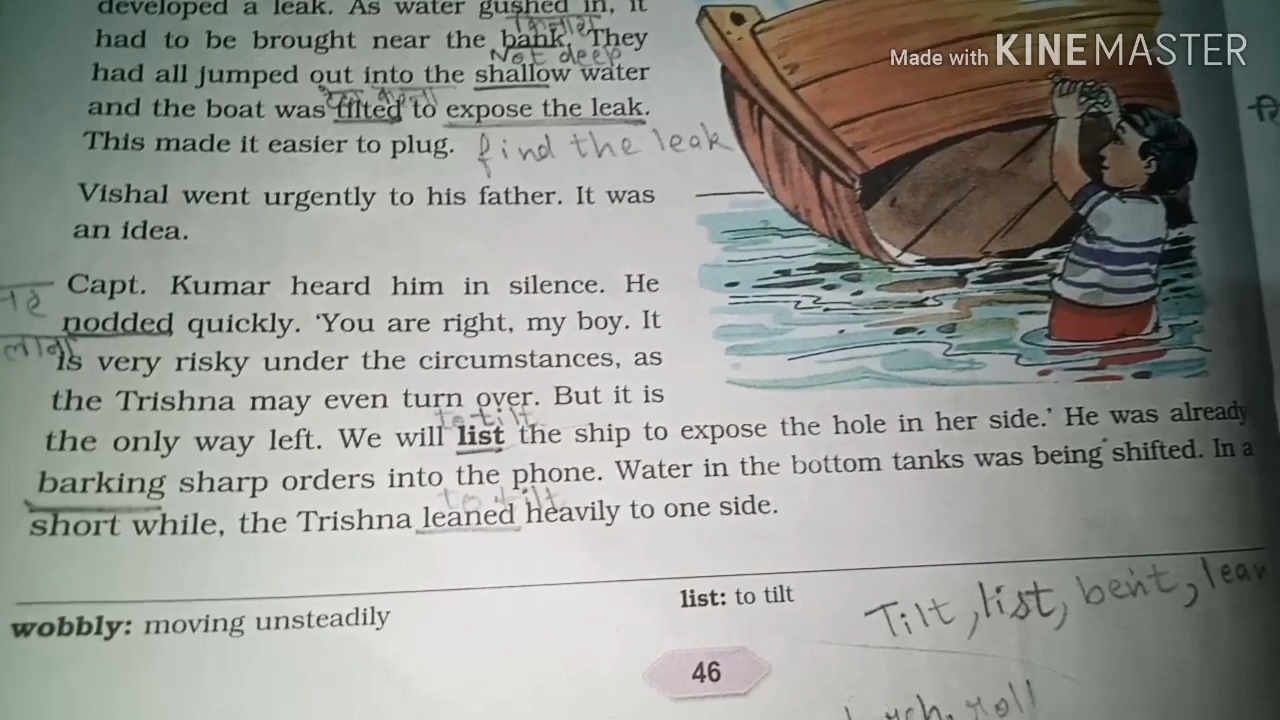 developed a leak. As water gushed in, it
had to be brought near the bank. They
Not deep
had all jumped out into the shallow water
and the boat was tilted to expose the leak.
This made it easier to plug. find the leak
Vishal went urgently to his father. It was
an idea.
Capt. Kumar heard him in silence. He
nodded quickly. ‘You are right, my boy. It
is very risky under the circumstances, as
the Trishna may even turn over. But it is
to tilt
the only way left. We will list the ship to expose the hole in her side.’ He was already
barking sharp orders into the phone. Water in the bottom tanks was being shifted. In a
to tilt
short while, the Trishna leaned heavily to one side.
wobbly: moving unsteadily
list: to tilt
Tilt, list, bent, lean
46
roll
Made with KINEMASTER